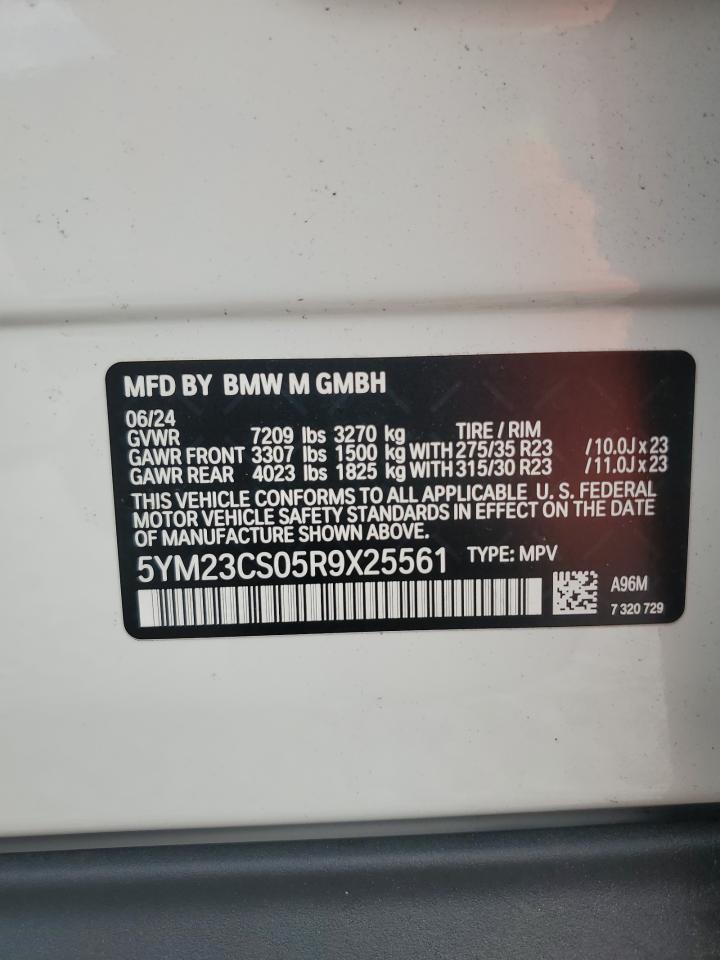 MFD BY BMW M GMBH
06/24 TIRE / RIM
GVWR 7209 lbs 3270 kg
GAWR FRONT 3307 lbs 1500 kg WITH 275/35 R23 /10.0J x 23
GAWR REAR 4023 lbs 1825 kg WITH 315/30 R23 /11.0J x 23
THIS VEHICLE CONFORMS TO ALL APPLICABLE U. S. FEDERAL
MOTOR VEHICLE SAFETY STANDARDS IN EFFECT ON THE DATE
OF MANUFACTURE SHOWN ABOVE.
5YM23CS05R9X25561 TYPE: MPV
A96M
7 320 729